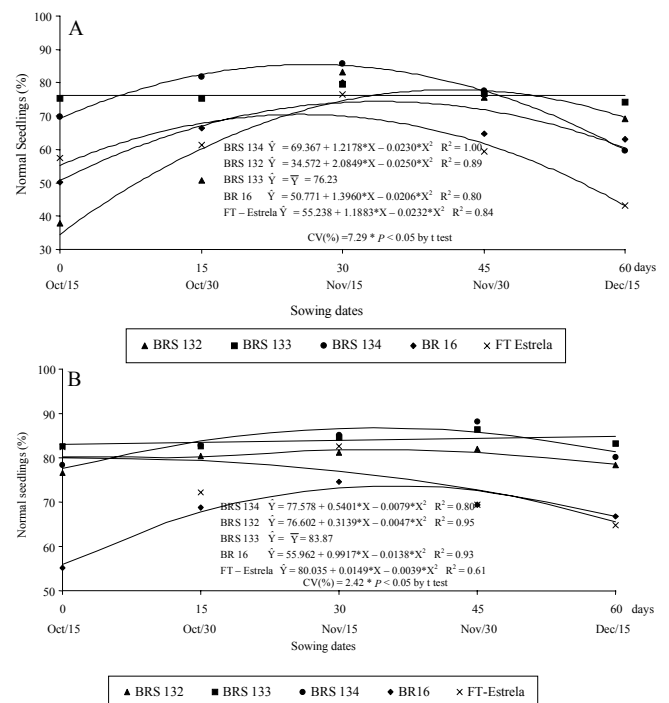 A
100
90
80
70
60
50
40
30
Normal Seedlings (%)
BRS 134 Ŷ = 69.367 + 1.2178*X – 0.0230*X² R² = 1.00
BRS 132 Ŷ = 34.572 + 2.0849*X – 0.0250*X² R² = 0.89
BRS 133 Ŷ = Y̅ = 76.23
BR 16 Ŷ = 50.771 + 1.3960*X – 0.0206*X² R² = 0.80
FT – Estrela Ŷ = 55.238 + 1.1883*X – 0.0232*X² R² = 0.84
CV(%) =7.29 * P < 0.05 by t test
0 15 30 45 60 days
Oct/15 Oct/30 Nov/15 Nov/30 Dec/15
Sowing dates
BRS 132 BRS 133 BRS 134 BR 16 FT Estrela
B
100
90
80
70
60
50
Normal seedlings (%)
BRS 134 Ŷ = 77.578 + 0.5401*X – 0.0079*X² R² = 0.80
BRS 132 Ŷ = 76.602 + 0.3139*X – 0.0047*X² R² = 0.95
BRS 133 Ŷ = Y̅ = 83.87
BR 16 Ŷ = 55.962 + 0.9917*X – 0.0138*X² R² = 0.93
FT – Estrela Ŷ = 80.035 + 0.0149*X – 0.0039*X² R² = 0.61
CV(%) = 2.42 * P < 0.05 by t test
0 15 30 45 60 days
Oct/15 Oct/30 Nov/15 Nov/30 Dec/15
Sowing dates
BRS 132 BRS 133 BRS 134 BR16 FT-Estrela